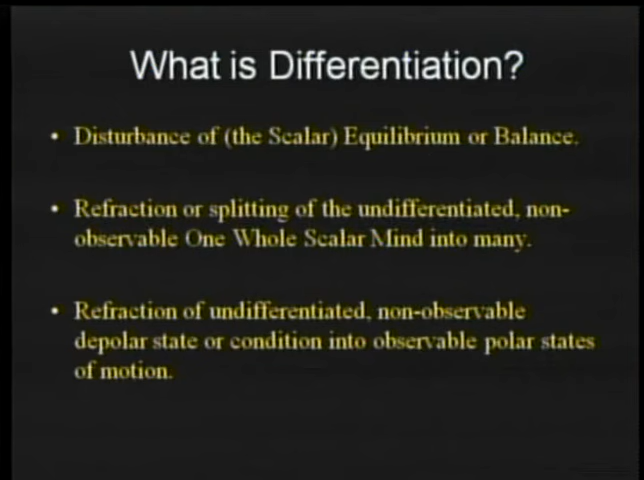 What is Differentiation?
• Disturbance of (the Scalar) Equilibrium or Balance.
• Refraction or splitting of the undifferentiated, non-
observable One Whole Scalar Mind into many.
• Refraction of undifferentiated, non-observable
depolar state or condition into observable polar states
of motion.